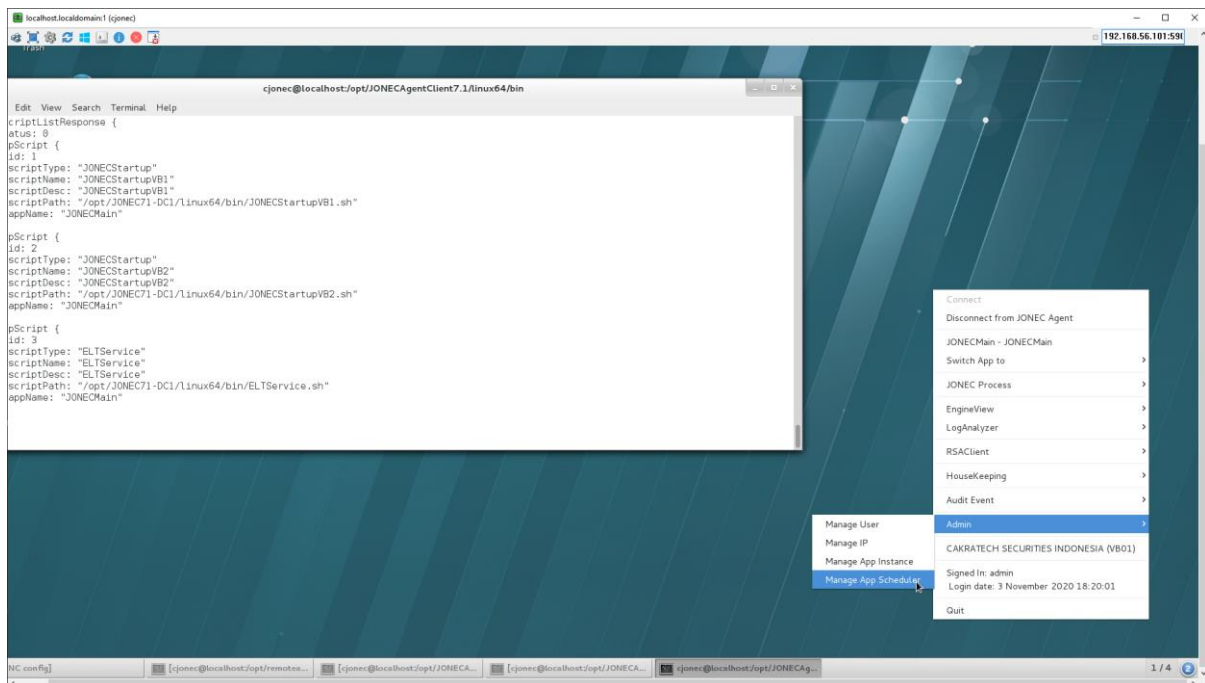 localhost.localdomain:1 (cjonec)
192.168.56.101:590
Trash
cjonec@localhost:/opt/JONECAgentClient7.1/linux64/bin
Edit View Search Terminal Help
criptListResponse {
atus: 0
pScript {
id: 1
scriptType: "JONECStartup"
scriptName: "JONECStartupVB1"
scriptDesc: "JONECStartupVB1"
scriptPath: "/opt/JONEC71-DC1/linux64/bin/JONECStartupVB1.sh"
appName: "JONECMain"
pScript {
id: 2
scriptType: "JONECStartup"
scriptName: "JONECStartupVB2"
scriptDesc: "JONECStartupVB2"
scriptPath: "/opt/JONEC71-DC1/linux64/bin/JONECStartupVB2.sh"
appName: "JONECMain"
pScript {
id: 3
scriptType: "ELTService"
scriptName: "ELTService"
scriptDesc: "ELTService"
scriptPath: "/opt/JONEC71-DC1/linux64/bin/ELTService.sh"
appName: "JONECMain"
Connect
Disconnect from JONEC Agent
JONECMain - JONECMain
Switch App to
JONEC Process
EngineView
LogAnalyzer
RSAClient
HouseKeeping
Audit Event
Admin
CAKRATECH SECURITIES INDONESIA (VB01)
Signed In: admin
Login date: 3 November 2020 18:20:01
Quit
Manage User
Manage IP
Manage App Instance
Manage App Scheduler
NC config]
[cjonec@localhost:/opt/remotea...
[cjonec@localhost:/opt/JONECA...
[cjonec@localhost:/opt/JONECA...
cjonec@localhost:/opt/JONECAg...
1 / 4
2